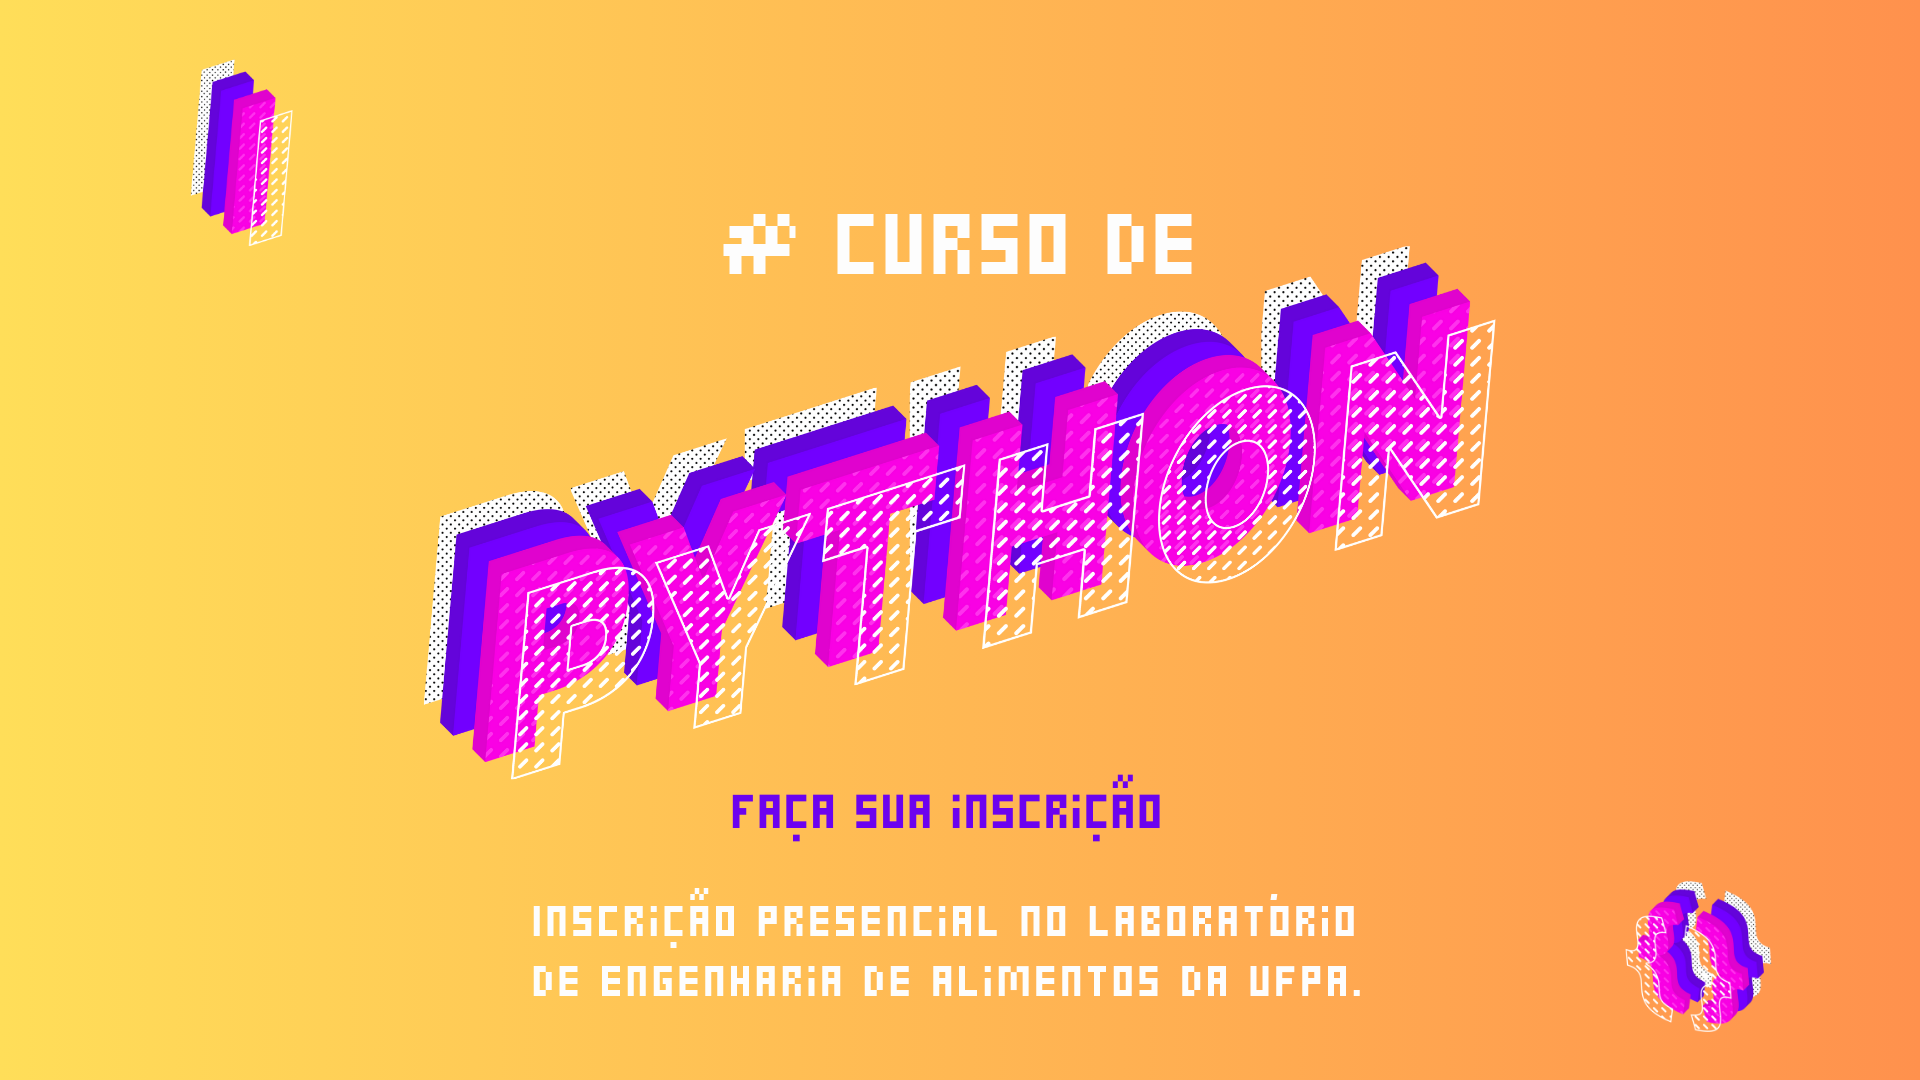 # CURSO DE
PYTHON
FAÇA SUA INSCRIÇÃO
INSCRIÇÃO PRESENCIAL NO LABORATÓRIO
DE ENGENHARIA DE ALIMENTOS DA UFPA.
{}